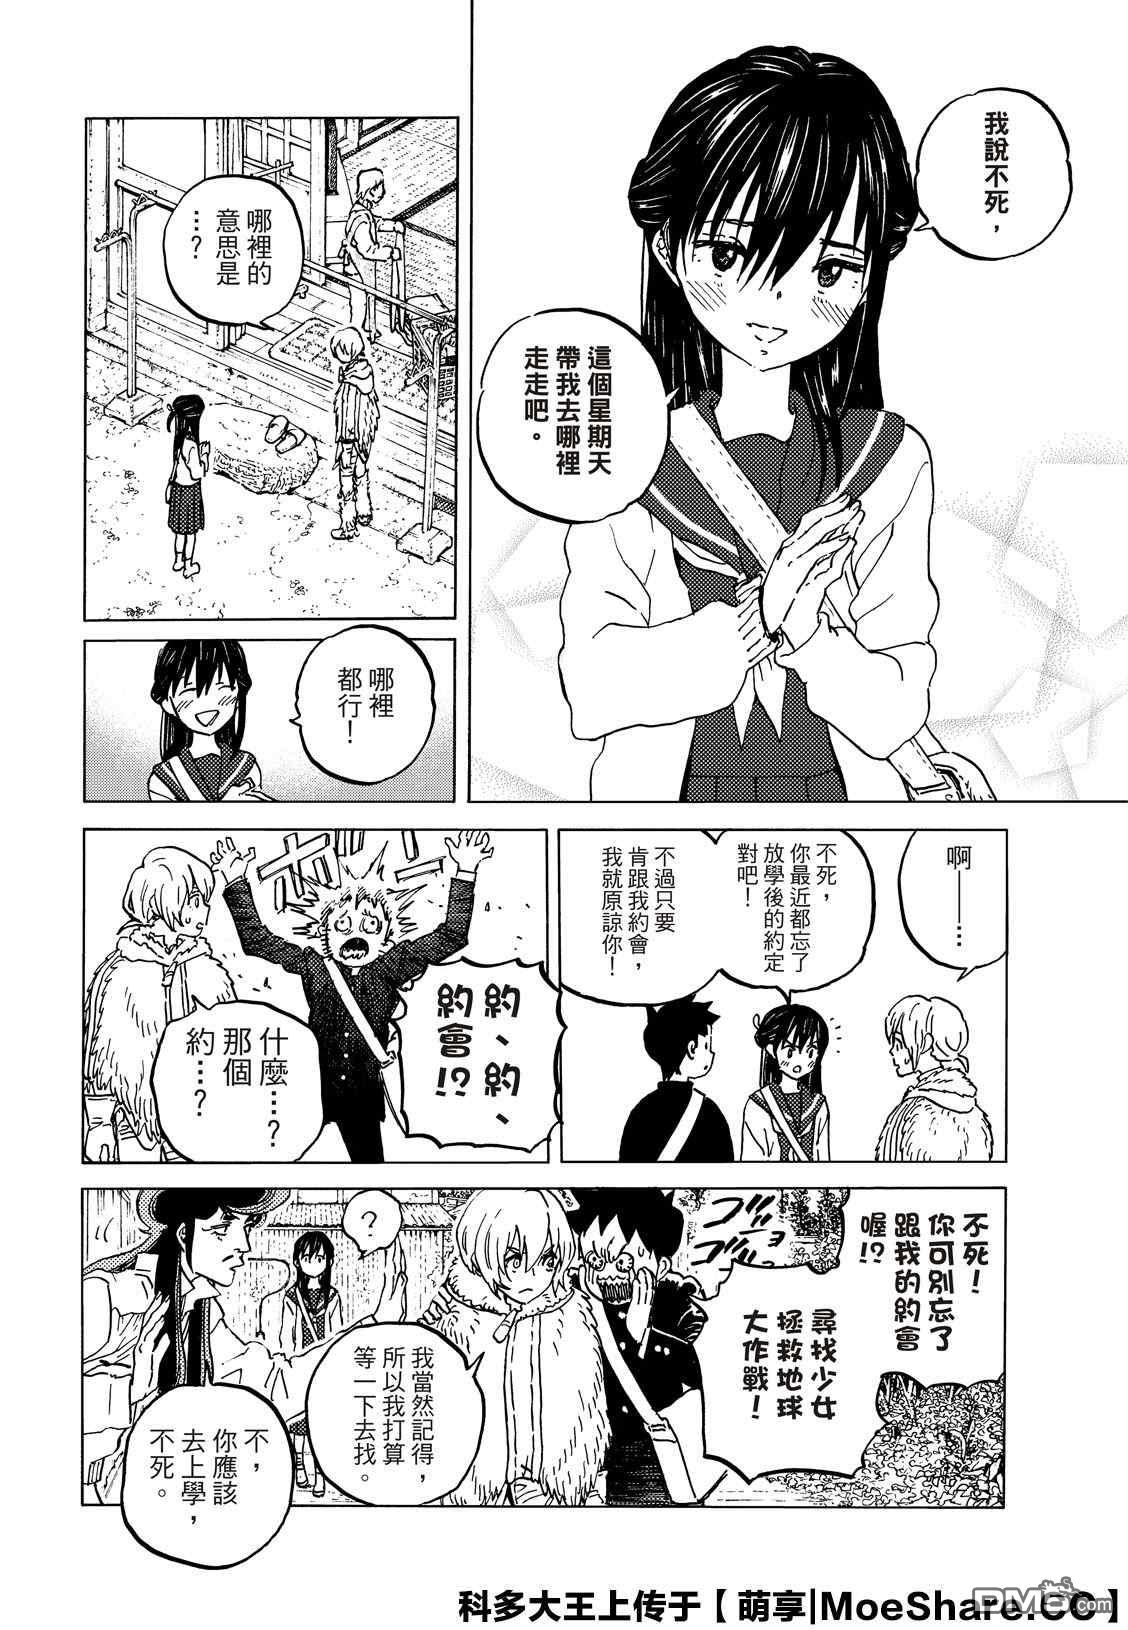 我說不死，
這個星期天
帶我去哪裡
走走吧。
哪裡的
意思是
…？
哪裡
都行！
啊
——…
不死，
你最近都忘了
放學後的約定
對吧！
不過只要
肯跟我約會，
我就原諒你！
約、約、
約會!?
什麼…？
那個
約…？
不死！
你可別忘了
跟我的約會
喔!?
尋找少女
拯救地球
大作戰！
我當然記得，
所以我打算
等一下去找。
？
不，
你應該
去上學，
不死。
科多大王上传于【萌享|MoeShare.CC】